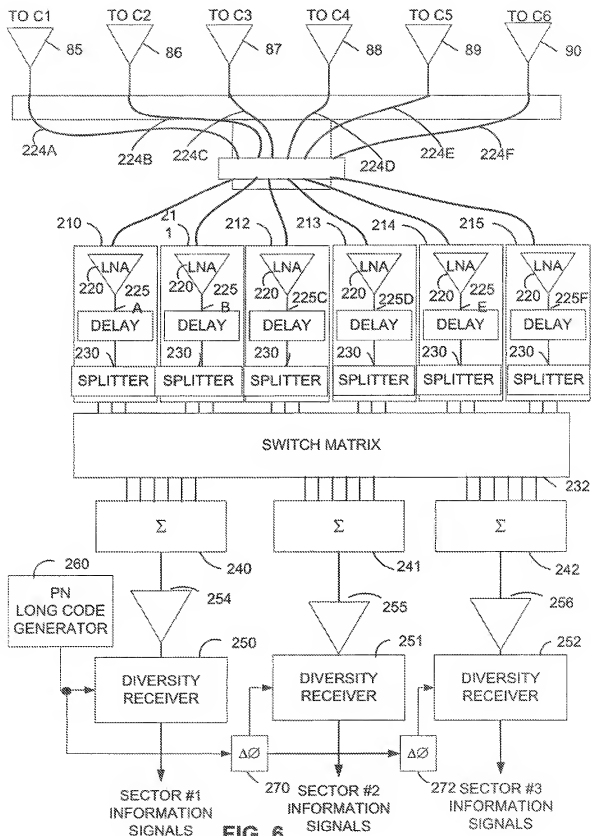 TO C1 TO C2 TO C3 TO C4 TO C5 TO C6
85 86 87 88 89 90
224A 224B 224C 224D 224E 224F
210 21 1 212 213 214 215
LNA LNA LNA LNA LNA LNA
220 225 A 220 225 B 220 225C 220 225D 220 225 E 220 225F
DELAY DELAY DELAY DELAY DELAY DELAY
230 230 230 230 230 230
SPLITTER SPLITTER SPLITTER SPLITTER SPLITTER SPLITTER
SWITCH MATRIX
232
Σ Σ Σ
240 241 242
260
PN
LONG CODE
GENERATOR
254 255 256
250 251 252
DIVERSITY
RECEIVER
DIVERSITY
RECEIVER
DIVERSITY
RECEIVER
ΔØ ΔØ
270 272
SECTOR #1
INFORMATION
SIGNALS
SECTOR #2
INFORMATION
SIGNALS
SECTOR #3
INFORMATION
SIGNALS
FIG. 6